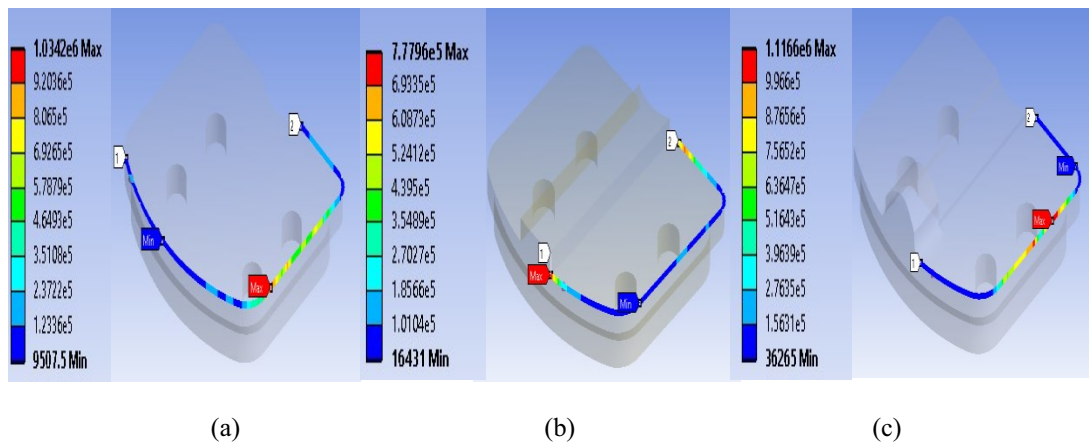 1.0342e6 Max
9.2036e5
8.065e5
6.9265e5
5.7879e5
4.6493e5
3.5108e5
2.3722e5
1.2336e5
9507.5 Min
1
2
Min
Max
(a)
7.7796e5 Max
6.9335e5
6.0873e5
5.2412e5
4.395e5
3.5489e5
2.7027e5
1.8566e5
1.0104e5
16431 Min
2
1
Max
Min
(b)
1.1166e6 Max
9.966e5
8.7656e5
7.5652e5
6.3647e5
5.1643e5
3.9639e5
2.7635e5
1.5631e5
36265 Min
2
Min
Max
1
(c)